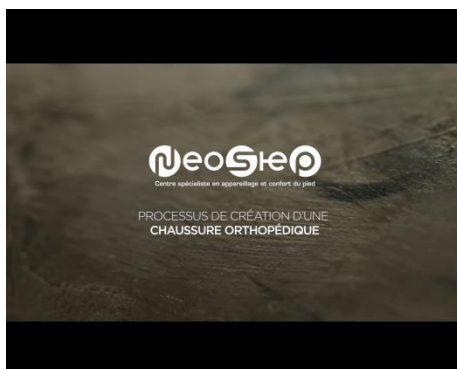 NeoStep
Centre spécialiste en appareillage et confort du pied
PROCESSUS DE CRÉATION D'UNE
CHAUSSURE ORTHOPÉDIQUE